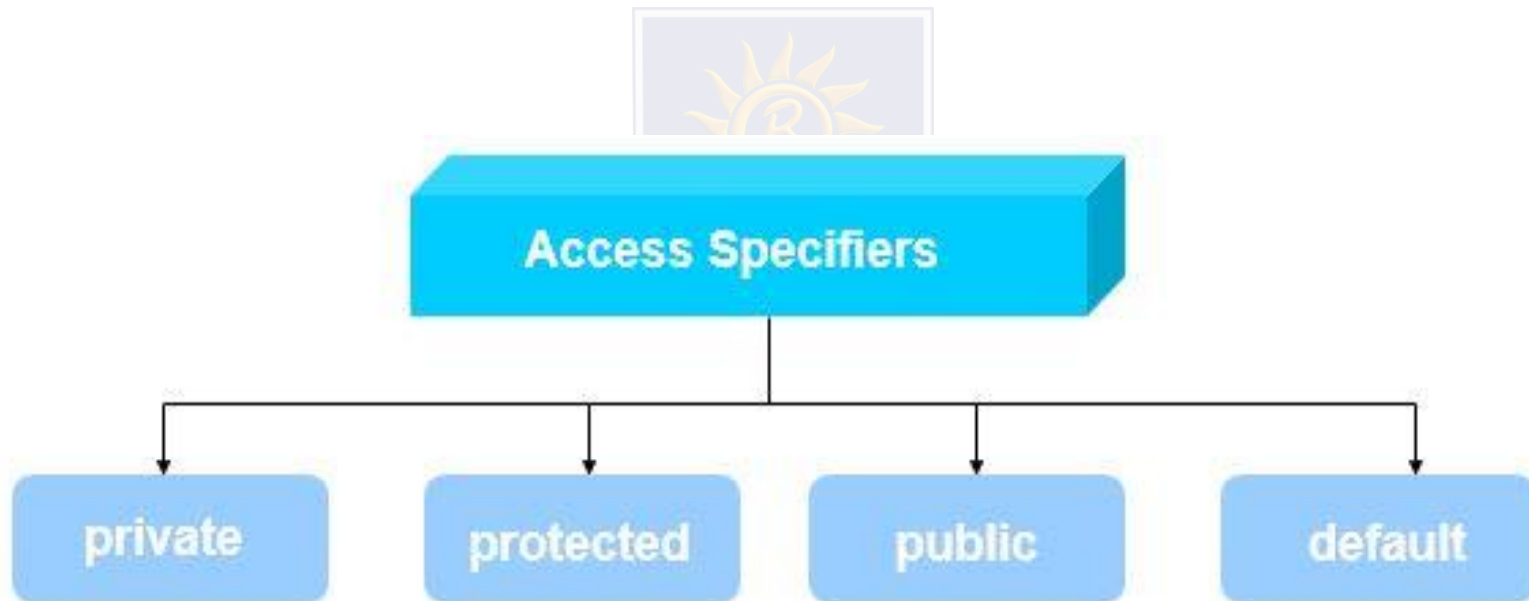 R
Access Specifiers
private
protected
public
default